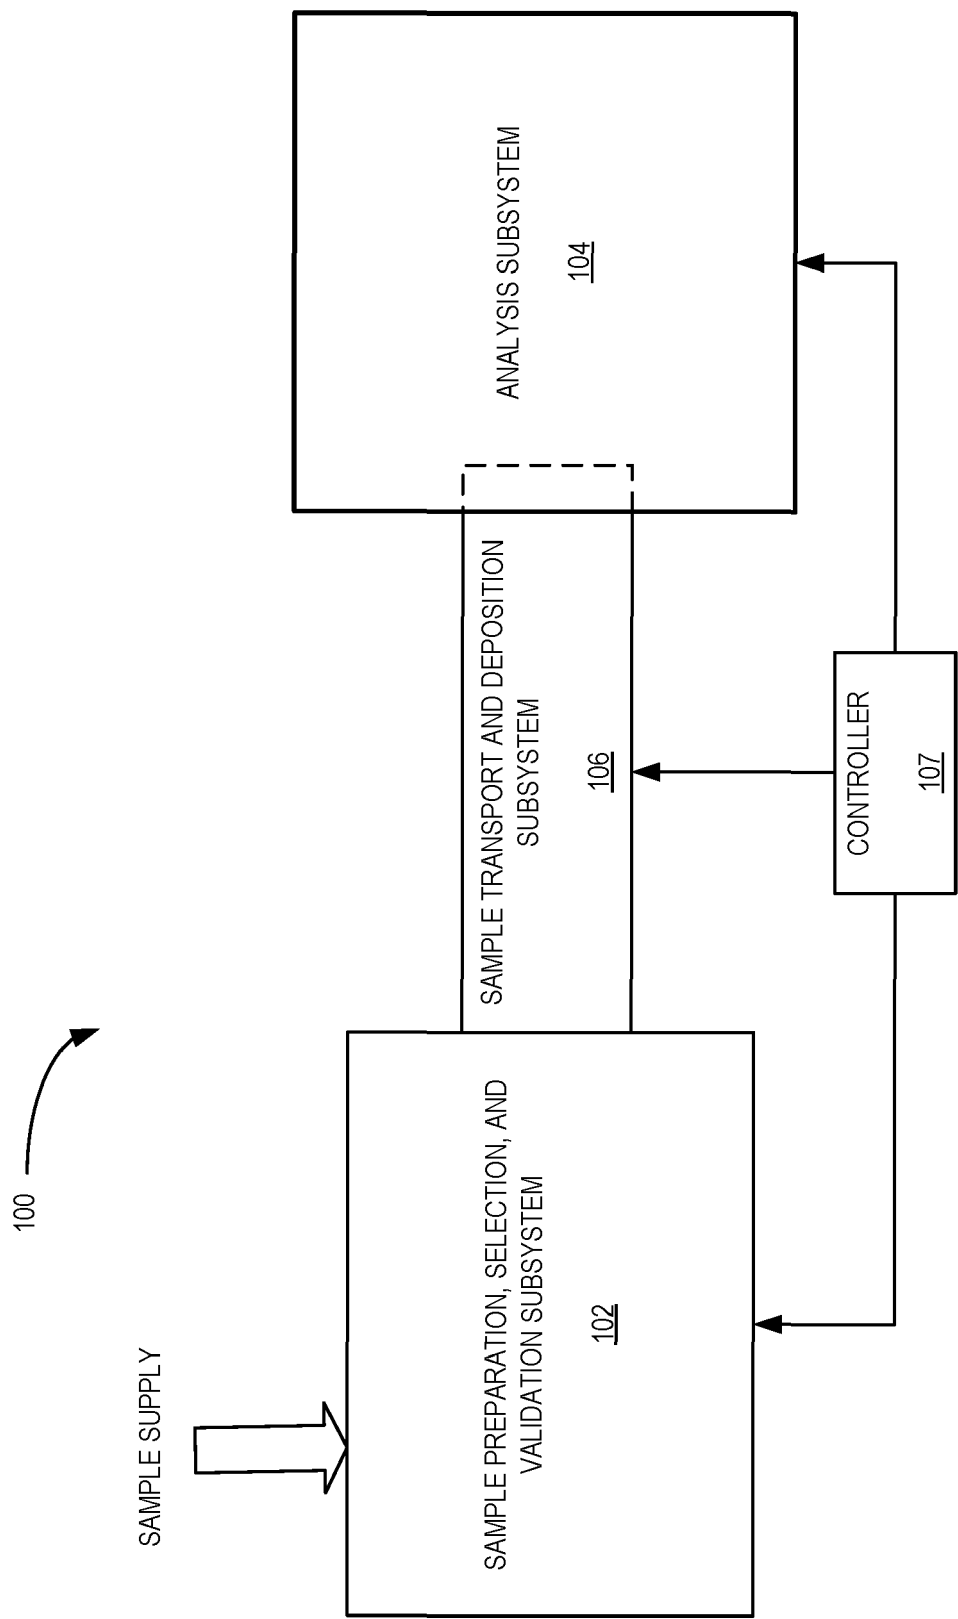 100
SAMPLE SUPPLY
SAMPLE PREPARATION, SELECTION, AND
VALIDATION SUBSYSTEM
102
SAMPLE TRANSPORT AND DEPOSITION
SUBSYSTEM
106
ANALYSIS SUBSYSTEM
104
CONTROLLER
107